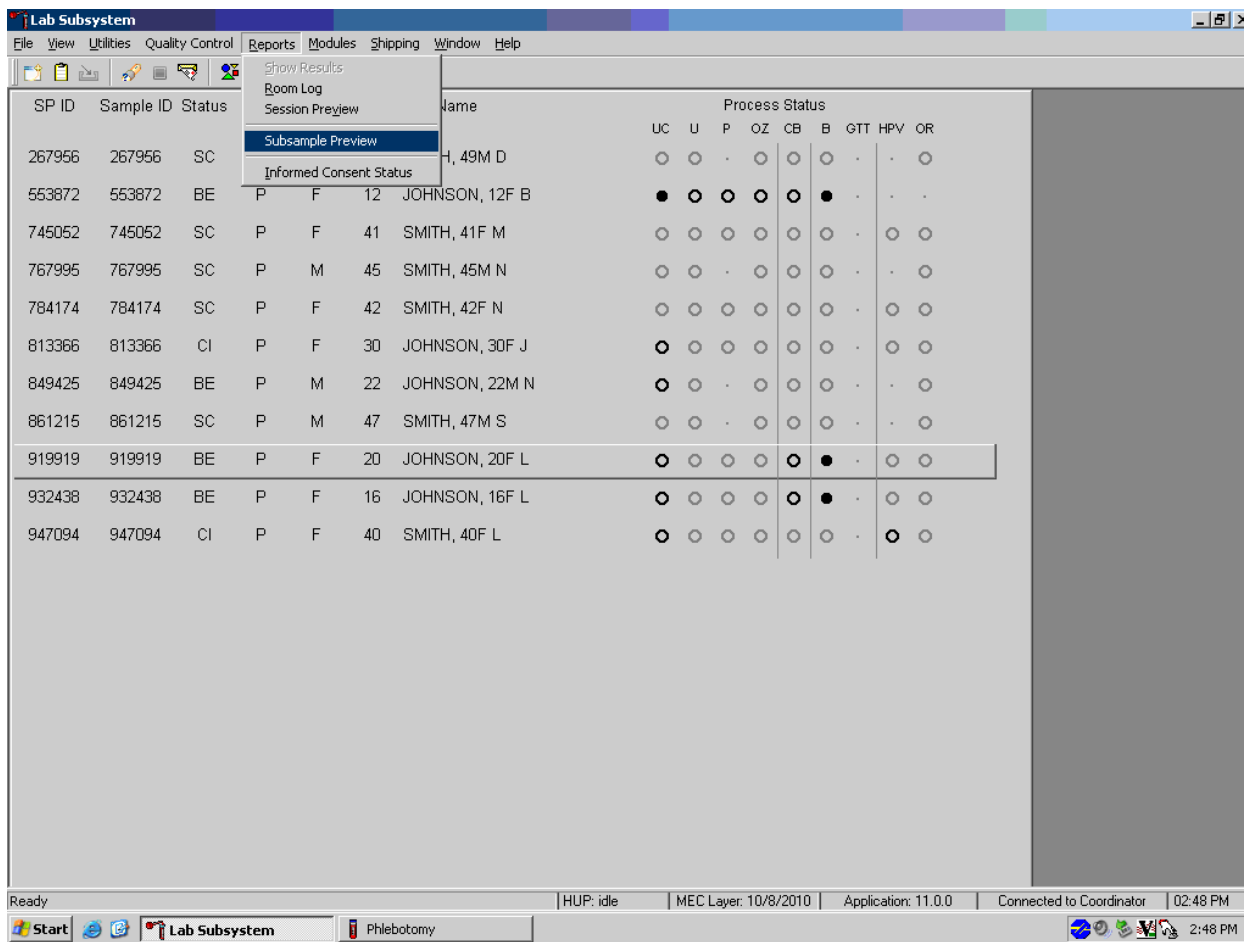 Lab Subsystem
File View Utilities Quality Control Reports Modules Shipping Window Help
Show Results
Room Log
Session Preview
Subsample Preview
Informed Consent Status
SP ID Sample ID Status Name Process Status
UC U P OZ CB B GTT HPV OR
267956 267956 SC H, 49M D
553872 553872 BE P F 12 JOHNSON, 12F B
745052 745052 SC P F 41 SMITH, 41F M
767995 767995 SC P M 45 SMITH, 45M N
784174 784174 SC P F 42 SMITH, 42F N
813366 813366 CI P F 30 JOHNSON, 30F J
849425 849425 BE P M 22 JOHNSON, 22M N
861215 861215 SC P M 47 SMITH, 47M S
919919 919919 BE P F 20 JOHNSON, 20F L
932438 932438 BE P F 16 JOHNSON, 16F L
947094 947094 CI P F 40 SMITH, 40F L
Ready HUP: idle MEC Layer: 10/8/2010 Application: 11.0.0 Connected to Coordinator 02:48 PM
Start Lab Subsystem Phlebotomy 2:48 PM